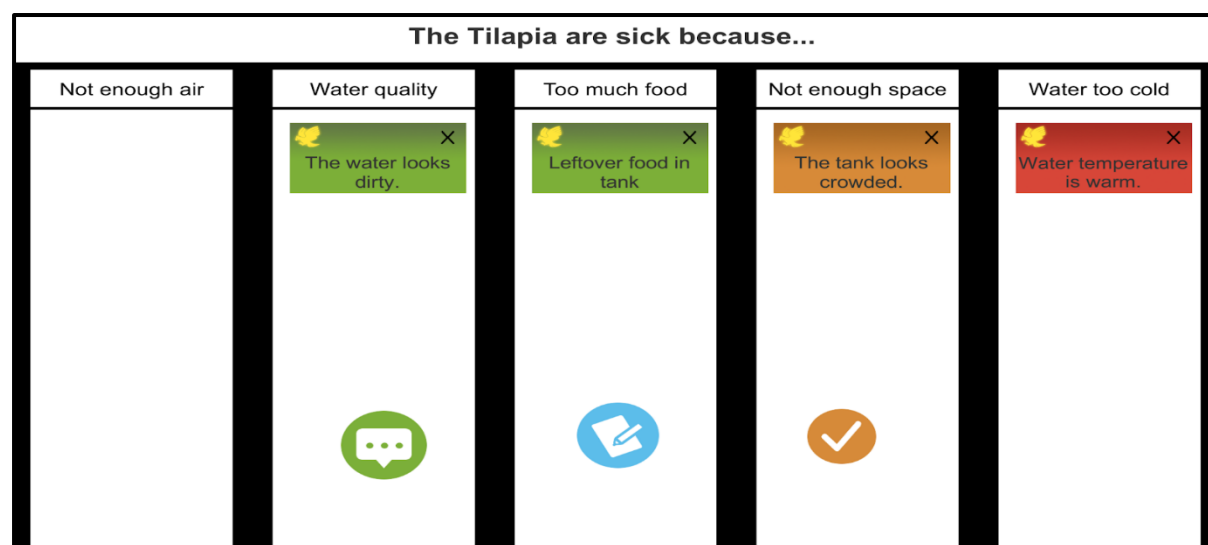 The Tilapia are sick because...
Not enough air
Water quality
Too much food
Not enough space
Water too cold
The water looks
dirty.
Leftover food in
tank
The tank looks
crowded.
Water temperature
is warm.